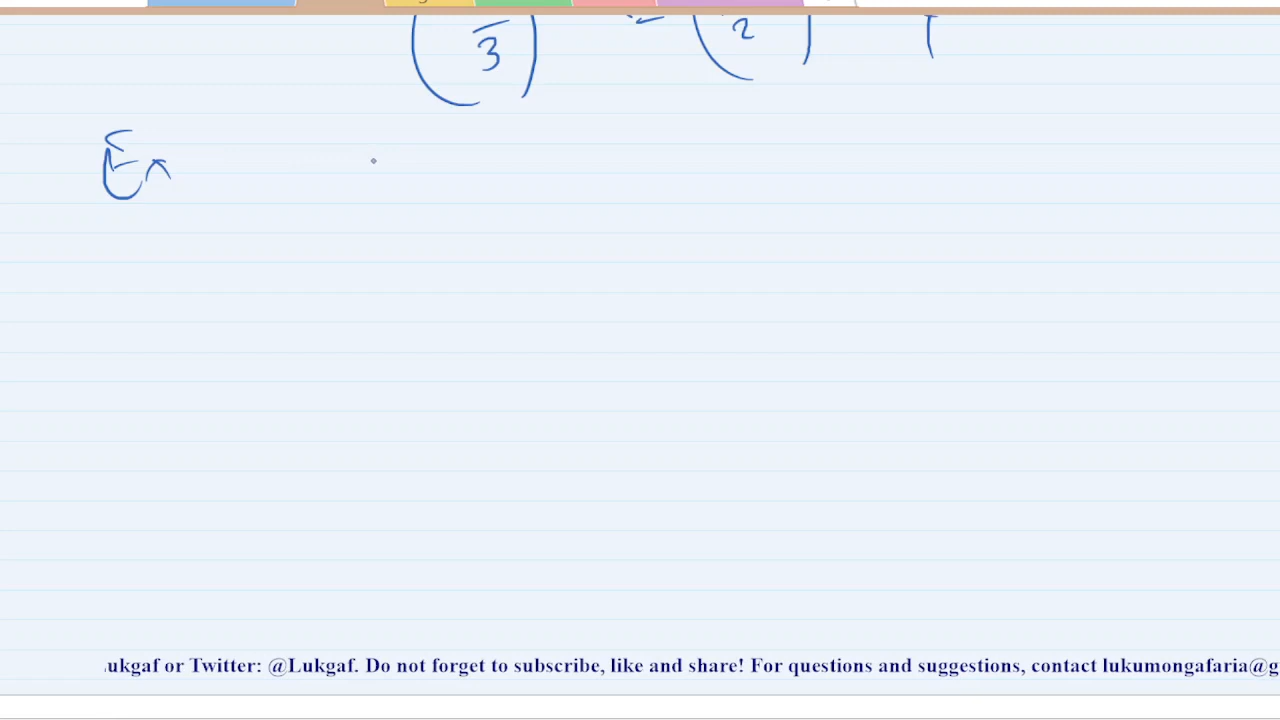 3 2
Ex
ukgaf or Twitter: @Lukgaf. Do not forget to subscribe, like and share! For questions and suggestions, contact lukumongafaria@g